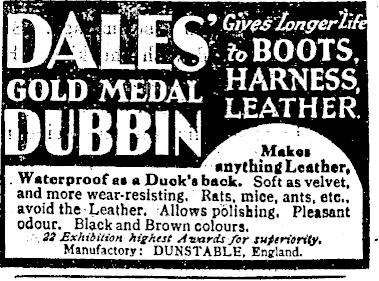 DALES'
GOLD MEDAL
DUBBIN
Gives Longer Life
to BOOTS,
HARNESS,
LEATHER.
Makes
anything Leather,
Waterproof as a Duck's back. Soft as velvet,
and more wear-resisting. Rats, mice, ants, etc.,
avoid the Leather. Allows polishing. Pleasant
odour. Black and Brown colours.
22 Exhibition highest Awards for superiority.
Manufactory: DUNSTABLE, England.